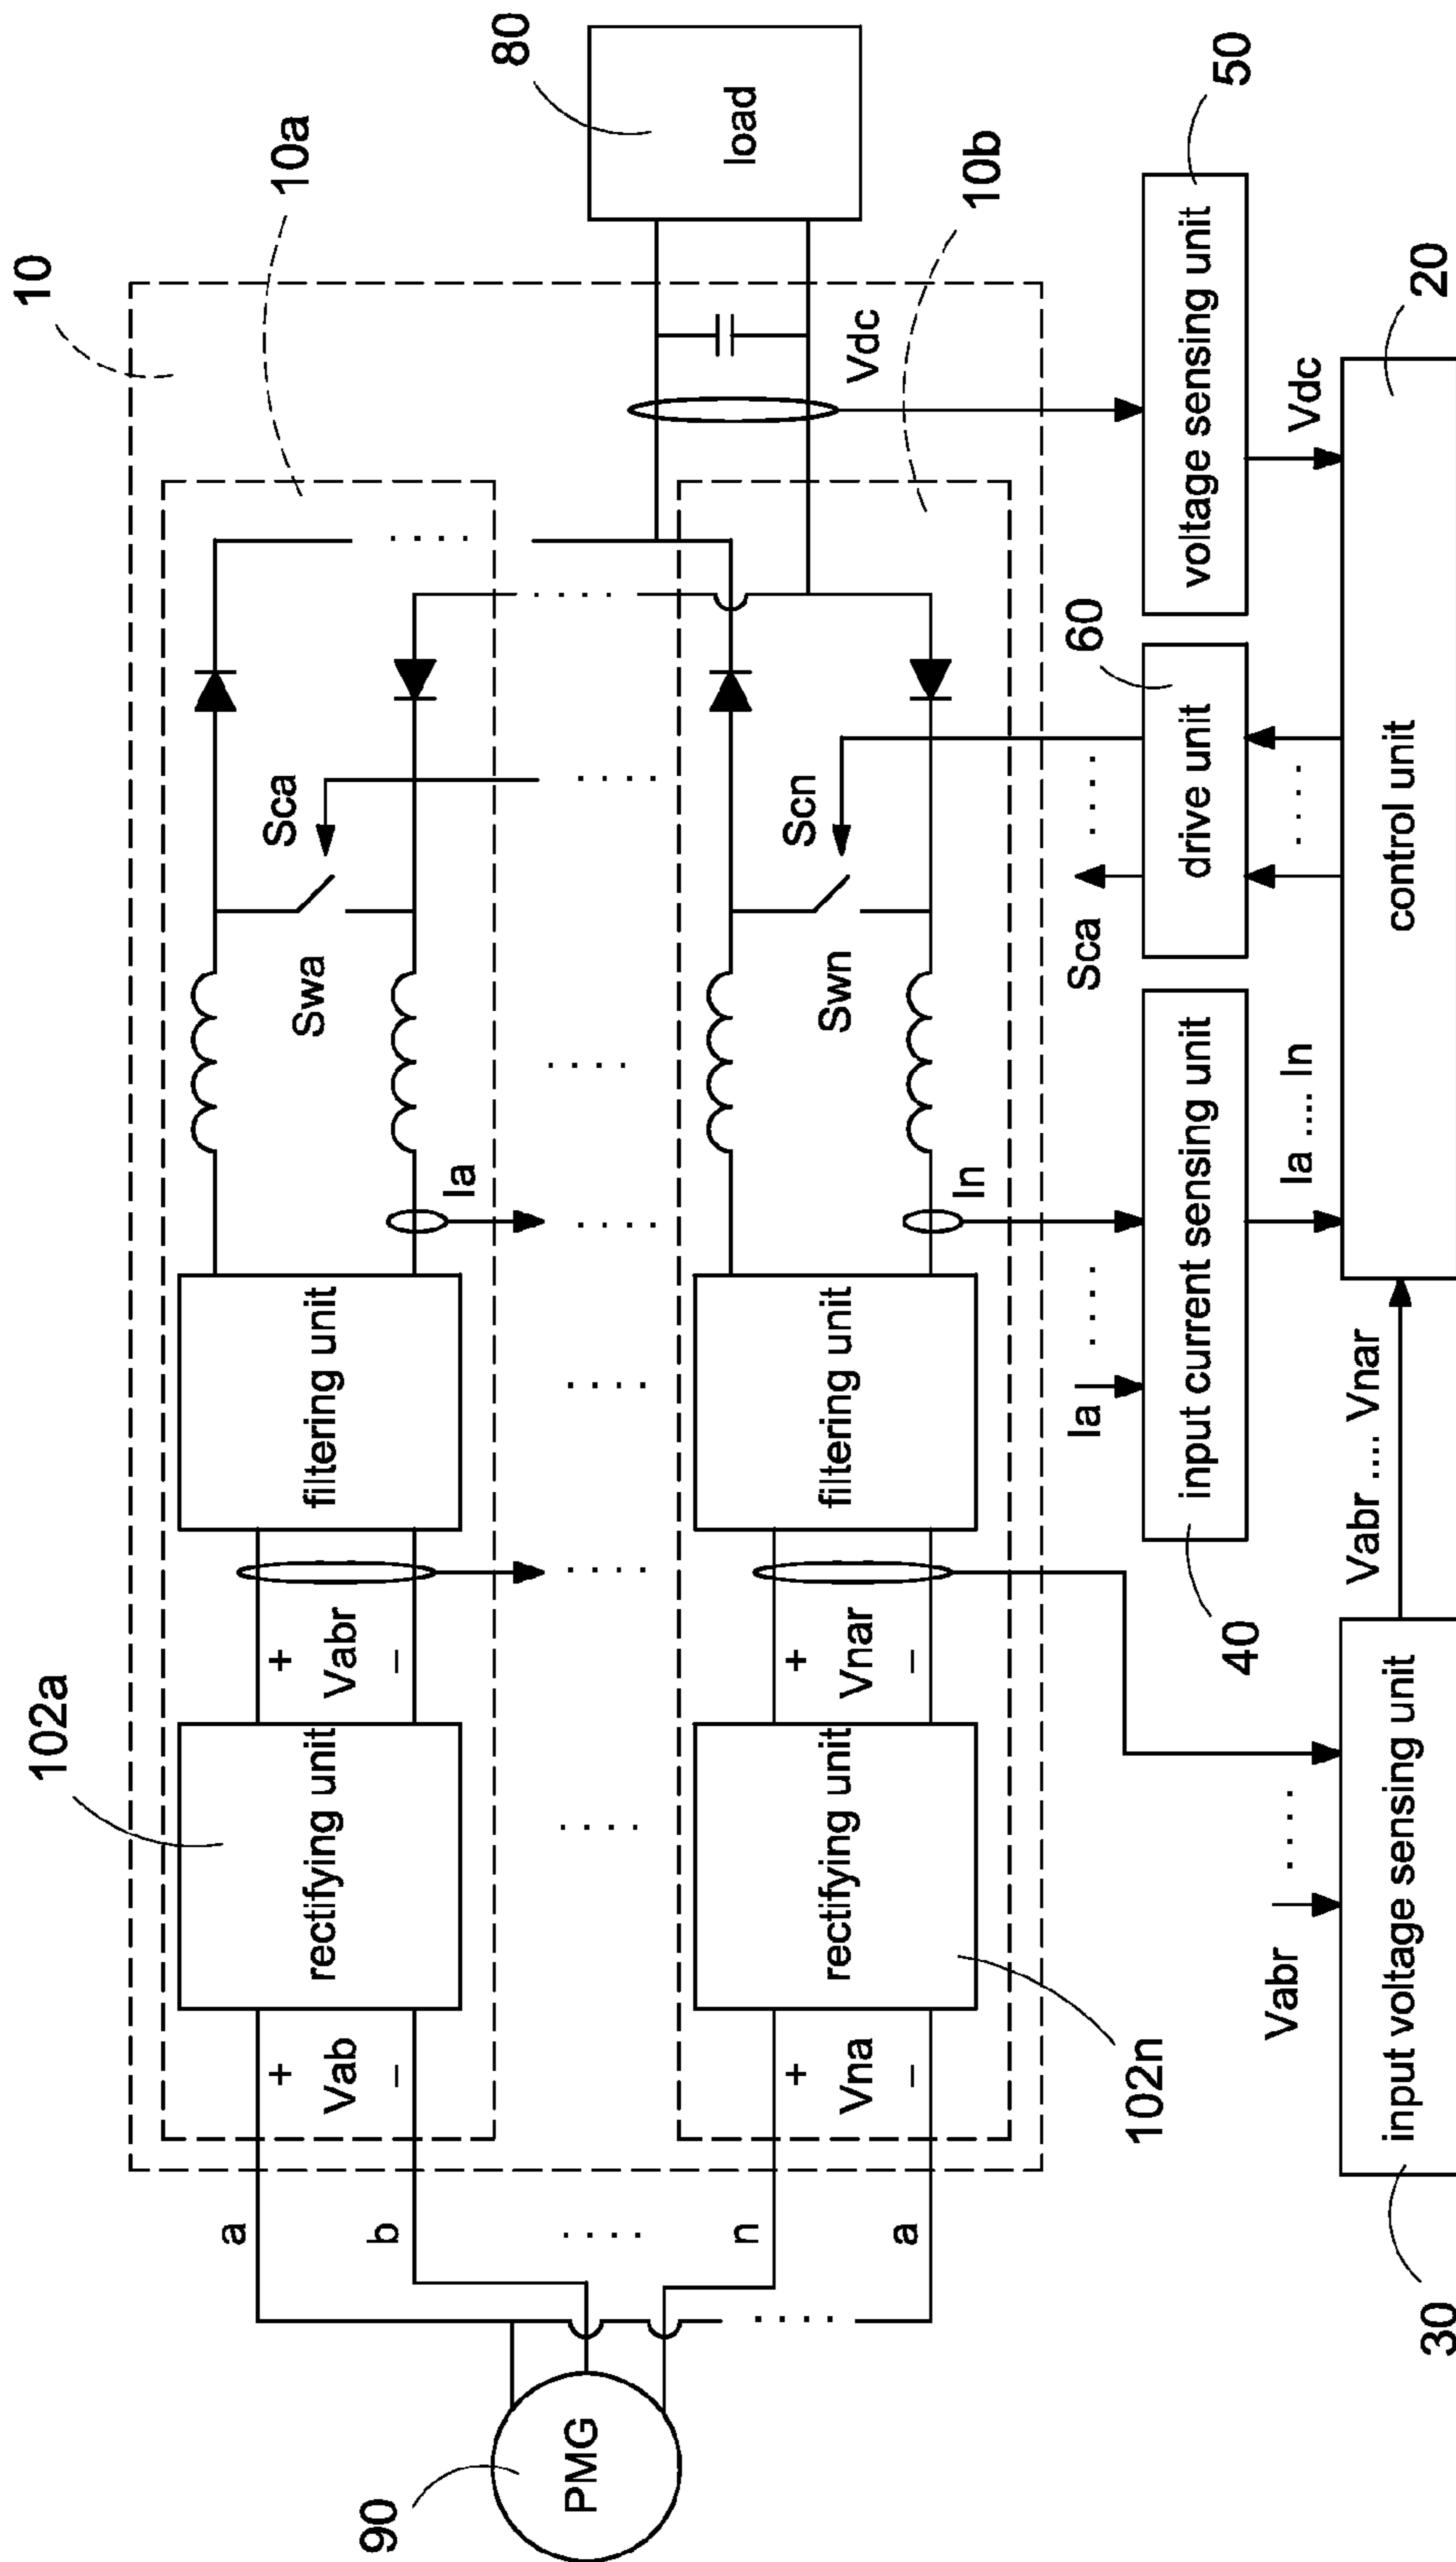 10
10a
80
load
102a
a
+
Vab
–
b
rectifying unit
+
Vabr
–
filtering unit
Ia
Swa
Sca
Vdc
10b
90
PMG
n
+
Vna
–
a
rectifying unit
+
Vnar
–
filtering unit
In
Swn
Scn
102n
Ia
Sca
60
50
40
input current sensing unit
drive unit
voltage sensing unit
Vabr
Vabr .... Vnar
Ia .... In
Vdc
20
30
input voltage sensing unit
control unit